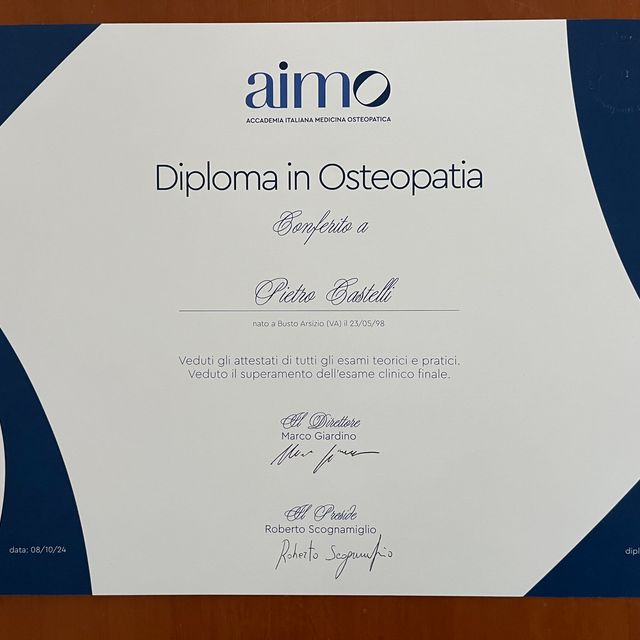 aimo
ACCADEMIA ITALIANA MEDICINA OSTEOPATICA
Diploma in Osteopatia
Conferito a
Pietro Castelli
nato a Busto Arsizio (VA) il 23/05/98
Veduti gli attestati di tutti gli esami teorici e pratici.
Veduto il superamento dell'esame clinico finale.
Il Direttore
Marco Giardino
Il Preside
Roberto Scognamiglio
Roberto Scognamiglio
data: 08/10/24